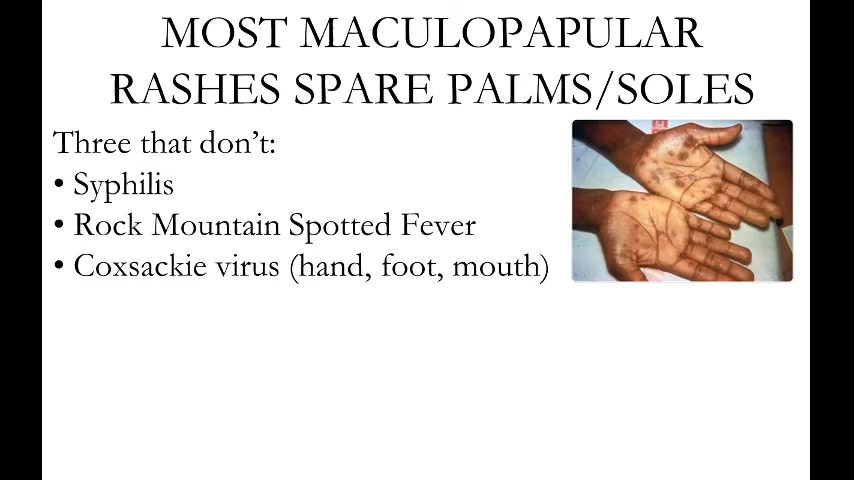 MOST MACULOPAPULAR
RASHES SPARE PALMS/SOLES
Three that don't:
• Syphilis
• Rock Mountain Spotted Fever
• Coxsackie virus (hand, foot, mouth)